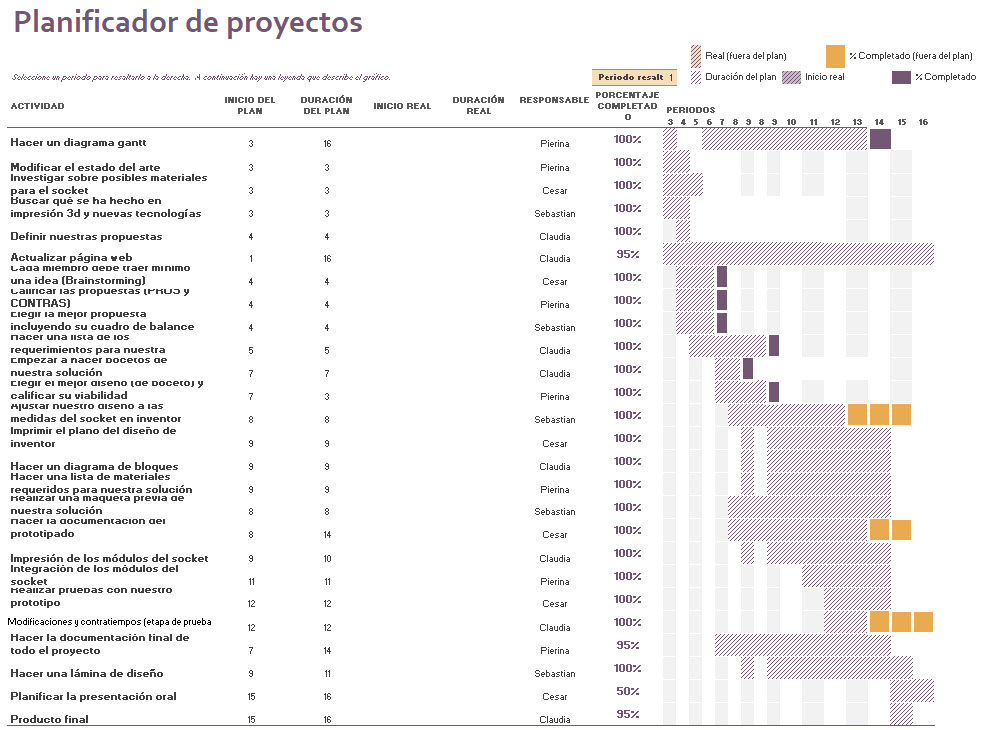 Planificador de proyectos
Real (fuera del plan) % Completado (fuera del plan)
Seleccione un periodo para resaltarlo a la derecha. A continuación hay una leyenda que describe el gráfico.
Periodo result 1
Duración del plan Inicio real % Completado
ACTIVIDAD INICIO DEL PLAN DURACIÓN DEL PLAN INICIO REAL DURACIÓN REAL RESPONSABLE PORCENTAJE COMPLETAD O PERIODOS
3 4 5 6 7 8 9 8 9 10 11 12 13 14 15 16
Hacer un diagrama gantt 3 16 Pierina 100%
Modificar el estado del arte 3 3 Pierina 100%
Investigar sobre posibles materiales
para el socket 3 3 Cesar 100%
Buscar qué se ha hecho en
impresión 3d y nuevas tecnologías 3 3 Sebastian 100%
Definir nuestras propuestas 4 4 Claudia 100%
Actualizar página web 1 16 Claudia 95%
Cada miembro debe traer mínimo
una idea (Brainstorming) 4 4 Cesar 100%
Calificar las propuestas (PROS y
CONTRAS) 4 4 Pierina 100%
Elegir la mejor propuesta
incluyendo su cuadro de balance 4 4 Sebastian 100%
Hacer una lista de los
requerimientos para nuestra 5 5 Claudia 100%
Empezar a hacer bocetos de
nuestra solución 7 7 Claudia 100%
Elegir el mejor diseño (de boceto) y
calificar su viabilidad 7 3 Pierina 100%
Ajustar nuestro diseño a las
medidas del socket en inventor 8 8 Sebastian 100%
Imprimir el plano del diseño de
inventor 9 9 Cesar 100%
Hacer un diagrama de bloques 9 9 Claudia 100%
Hacer una lista de materiales
requeridos para nuestra solución 9 9 Pierina 100%
Realizar una maqueta previa de
nuestra solución 8 8 Sebastian 100%
Hacer la documentación del
prototipado 8 14 Cesar 100%
Impresión de los módulos del socket 9 10 Claudia 100%
Integración de los módulos del
socket 11 11 Pierina 100%
Realizar pruebas con nuestro
prototipo 12 12 Cesar 100%
Modificaciones y contratiempos (etapa de prueba 12 12 Claudia 100%
Hacer la documentación final de
todo el proyecto 7 14 Pierina 95%
Hacer una lámina de diseño 9 11 Sebastian 100%
Planificar la presentación oral 15 16 Cesar 50%
Producto final 15 16 Claudia 95%